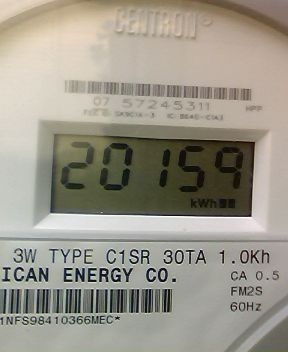 CENTRON®
07 57245311 HPP
20159
kWh
3W TYPE C1SR 30TA 1.0Kh
ICAN ENERGY CO. CA 0.5
FM2S
60Hz
1NFS98410366MEC*